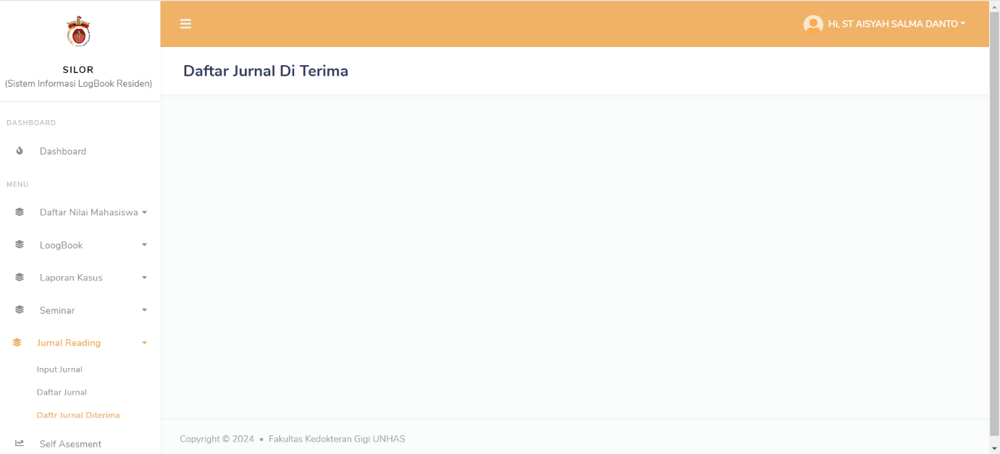 SILOR
(Sistem Informasi LogBook Residen)
DASHBOARD
Dashboard
MENU
Daftar Nilai Mahasiswa
LoogBook
Laporan Kasus
Seminar
Jurnal Reading
Input Jurnal
Daftar Jurnal
Daftr Jurnal Diterima
Self Asesment
Hi, ST AISYAH SALMA DANTO
Daftar Jurnal Di Terima
Copyright © 2024 • Fakultas Kedokteran Gigi UNHAS